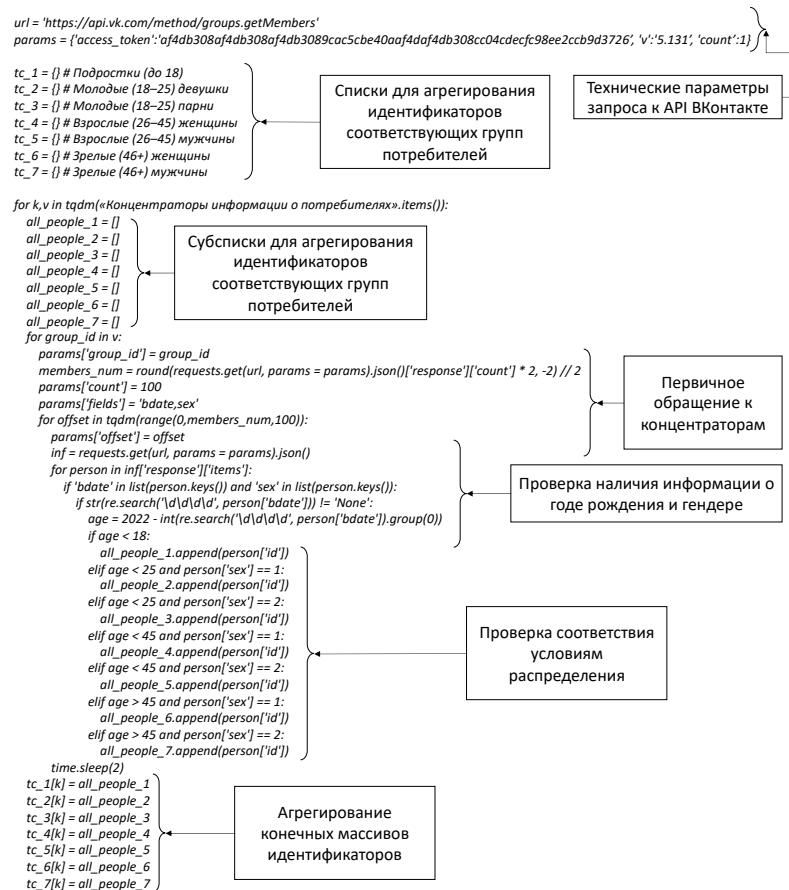 url = 'https://api.vk.com/method/groups.getMembers'
params = {'access_token':'af4db308af4db308af4db3089cac5cbe40aaf4daf4db308cc04cdecfc98ee2ccb9d3726', 'v':'5.131', 'count':1}
tc_1 = {} # Подростки (до 18)
tc_2 = {} # Молодые (18–25) девушки
tc_3 = {} # Молодые (18–25) парни
tc_4 = {} # Взрослые (26–45) женщины
tc_5 = {} # Взрослые (26–45) мужчины
tc_6 = {} # Зрелые (46+) женщины
tc_7 = {} # Зрелые (46+) мужчины
Списки для агрегирования
идентификаторов
соответствующих групп
потребителей
Технические параметры
запроса к API ВКонтакте
for k,v in tqdm(«Концентраторы информации о потребителях».items()):
all_people_1 = []
all_people_2 = []
all_people_3 = []
all_people_4 = []
all_people_5 = []
all_people_6 = []
all_people_7 = []
Субсписки для агрегирования
идентификаторов
соответствующих групп
потребителей
for group_id in v:
params['group_id'] = group_id
members_num = round(requests.get(url, params = params).json()['response']['count'] * 2, -2) // 2
params['count'] = 100
params['fields'] = 'bdate,sex'
for offset in tqdm(range(0,members_num,100)):
params['offset'] = offset
inf = requests.get(url, params = params).json()
for person in inf['response']['items']:
if 'bdate' in list(person.keys()) and 'sex' in list(person.keys()):
if str(re.search('\d\d\d\d', person['bdate'])) != 'None':
age = 2022 - int(re.search('\d\d\d\d', person['bdate']).group(0))
if age < 18:
all_people_1.append(person['id'])
elif age < 25 and person['sex'] == 1:
all_people_2.append(person['id'])
elif age < 25 and person['sex'] == 2:
all_people_3.append(person['id'])
elif age < 45 and person['sex'] == 1:
all_people_4.append(person['id'])
elif age < 45 and person['sex'] == 2:
all_people_5.append(person['id'])
elif age > 45 and person['sex'] == 1:
all_people_6.append(person['id'])
elif age > 45 and person['sex'] == 2:
all_people_7.append(person['id'])
Первичное
обращение к
концентраторам
Проверка наличия информации о
годе рождения и гендере
Проверка соответствия
условиям
распределения
time.sleep(2)
tc_1[k] = all_people_1
tc_2[k] = all_people_2
tc_3[k] = all_people_3
tc_4[k] = all_people_4
tc_5[k] = all_people_5
tc_6[k] = all_people_6
tc_7[k] = all_people_7
Агрегирование
конечных массивов
идентификаторов